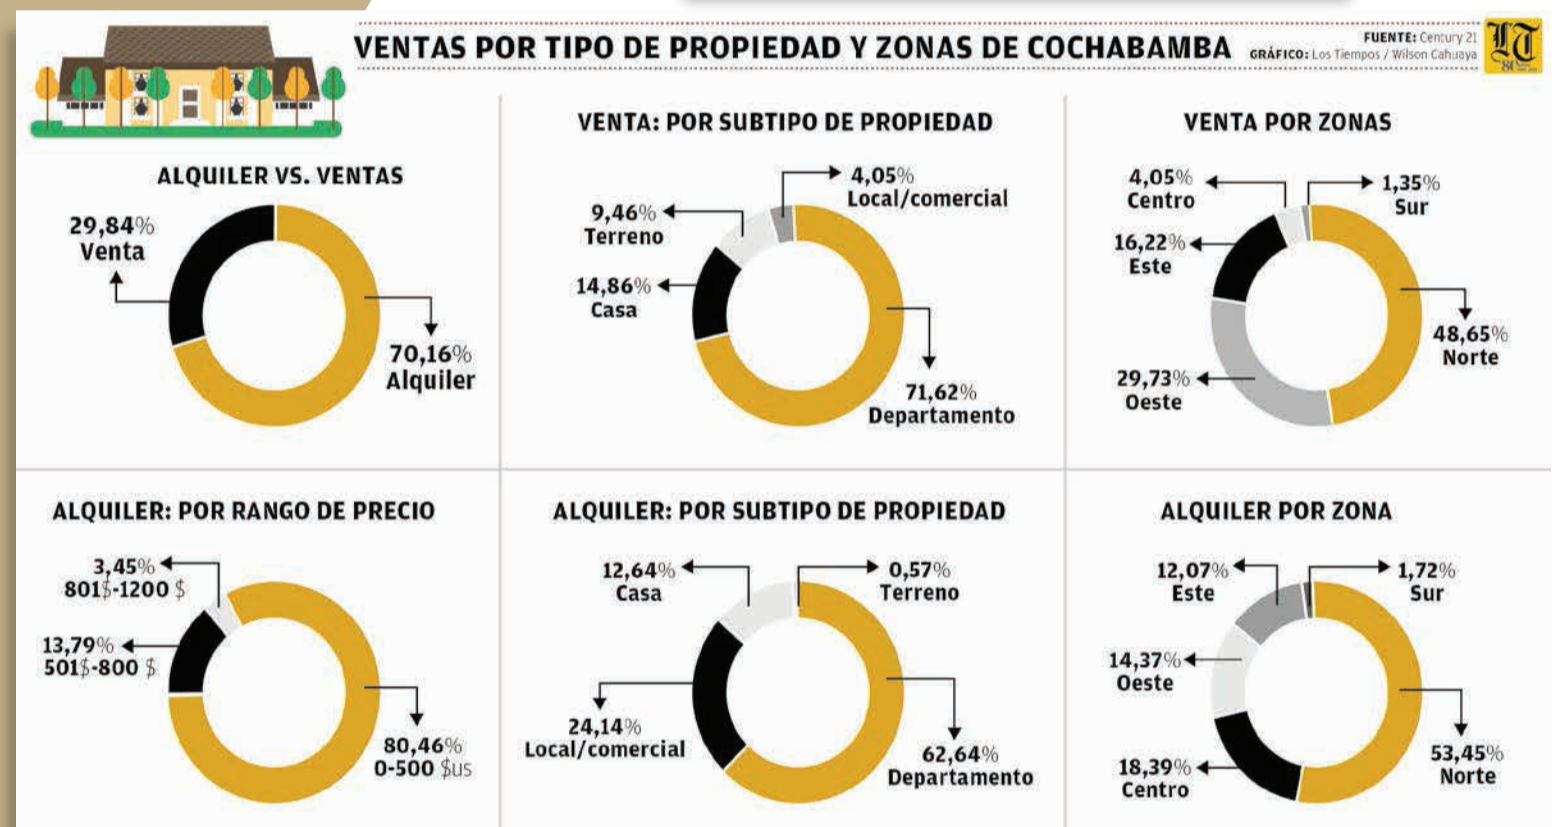 VENTAS POR TIPO DE PROPIEDAD Y ZONAS DE COCHABAMBA
FUENTE: Century 21
GRÁFICO: Los Tiempos / Wilson Cahuaya
LT
80
ALQUILER VS. VENTAS
29,84%
Venta
70,16%
Alquiler
VENTA: POR SUBTIPO DE PROPIEDAD
4,05%
Local/comercial
9,46%
Terreno
14,86%
Casa
71,62%
Departamento
VENTA POR ZONAS
4,05%
Centro
1,35%
Sur
16,22%
Este
48,65%
Norte
29,73%
Oeste
ALQUILER: POR RANGO DE PRECIO
3,45%
801$-1200 $
13,79%
501$-800 $
80,46%
0-500 $us
ALQUILER: POR SUBTIPO DE PROPIEDAD
12,64%
Casa
0,57%
Terreno
24,14%
Local/comercial
62,64%
Departamento
ALQUILER POR ZONA
12,07%
Este
1,72%
Sur
14,37%
Oeste
53,45%
Norte
18,39%
Centro